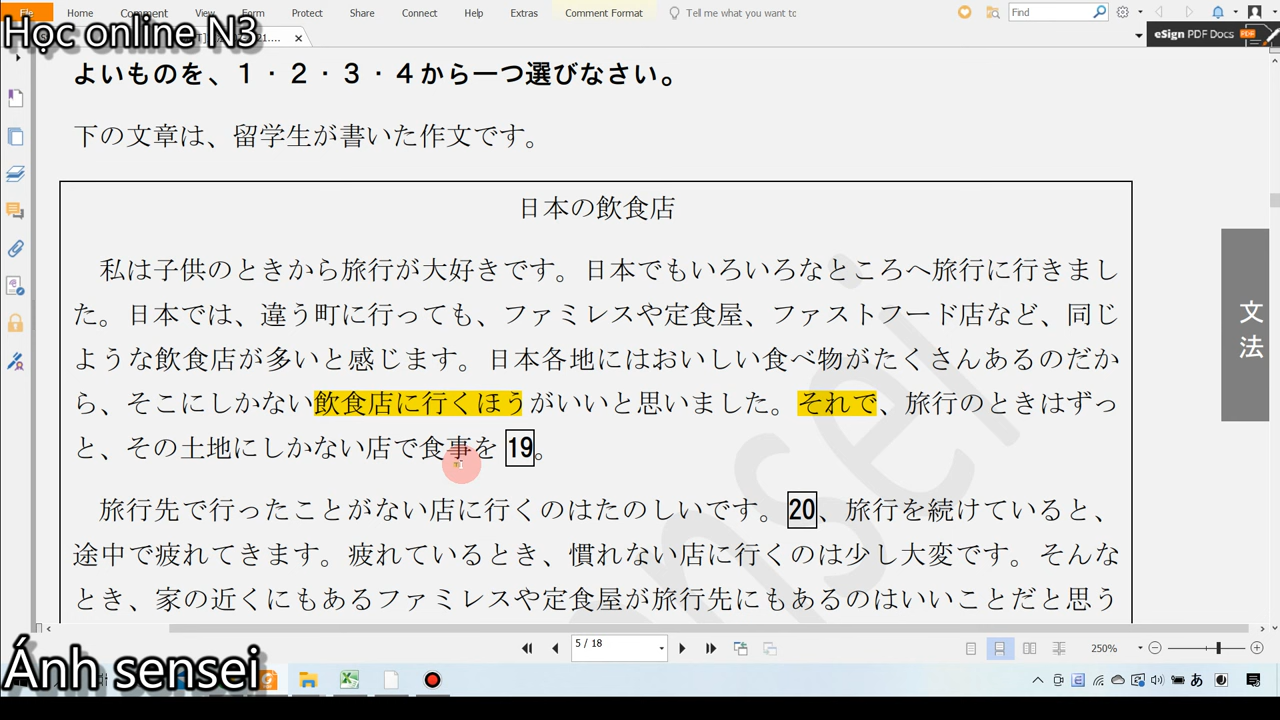 File Home Comment View Form Protect Share Connect Help Extras Comment Format Tell me what you want tc Find
Học online N3
21....
eSign PDF Docs
よいものを、１・２・３・４から一つ選びなさい。
下の文章は、留学生が書いた作文です。
日本の飲食店
私は子供のときから旅行が大好きです。日本でもいろいろなところへ旅行に行きまし
た。日本では、違う町に行っても、ファミレスや定食屋、ファストフード店など、同じ
ような飲食店が多いと感じます。日本各地にはおいしい食べ物がたくさんあるのだか
ら、そこにしかない飲食店に行くほうがいいと思いました。それで、旅行のときはずっ
と、その土地にしかない店で食事を 19 。
旅行先で行ったことがない店に行くのはたのしいです。 20 、旅行を続けていると、
途中で疲れてきます。疲れているとき、慣れない店に行くのは少し大変です。そんな
とき、家の近くにもあるファミレスや定食屋が旅行先にもあるのはいいことだと思う
文法
ansei
5 / 18
250%
Ánh sensei
あ